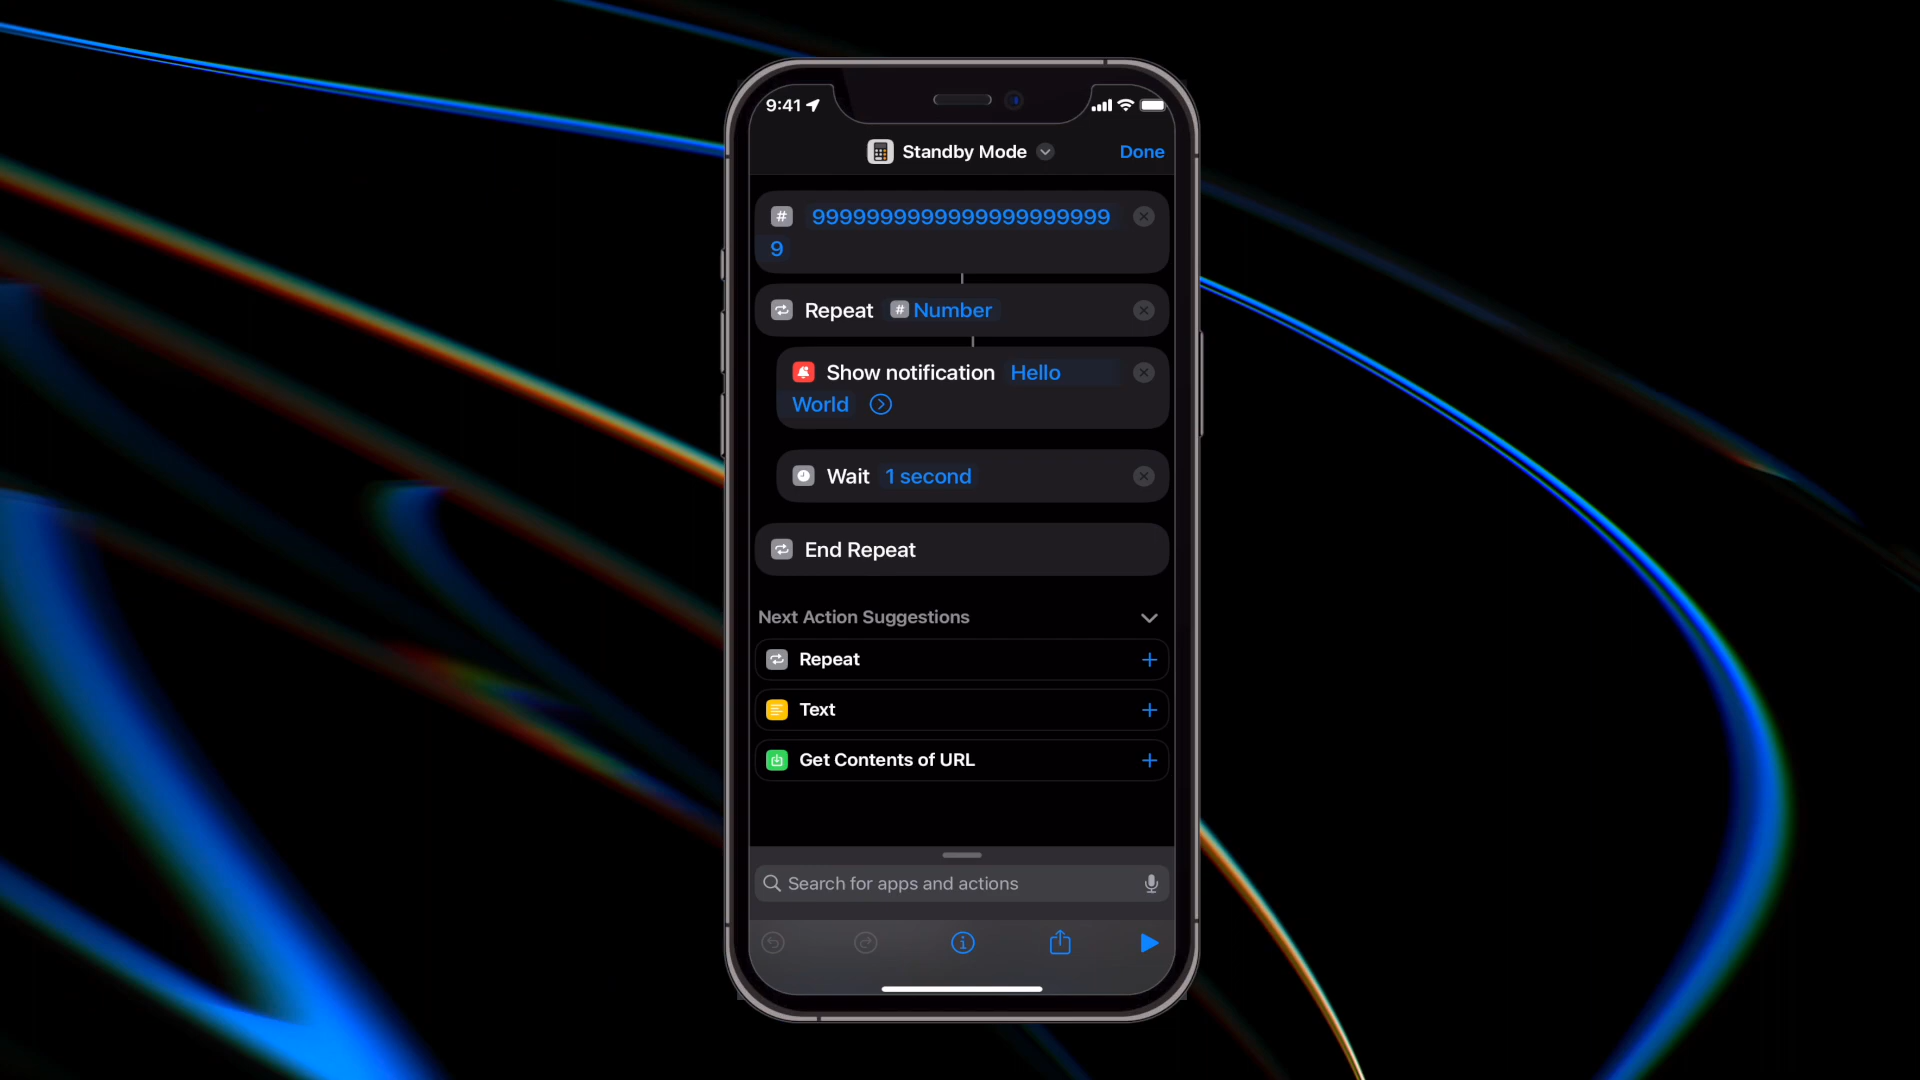 9:41
Standby Mode
Done
# 9999999999999999999999
9
Repeat # Number
Show notification Hello
World
Wait 1 second
End Repeat
Next Action Suggestions
Repeat
Text
Get Contents of URL
Search for apps and actions